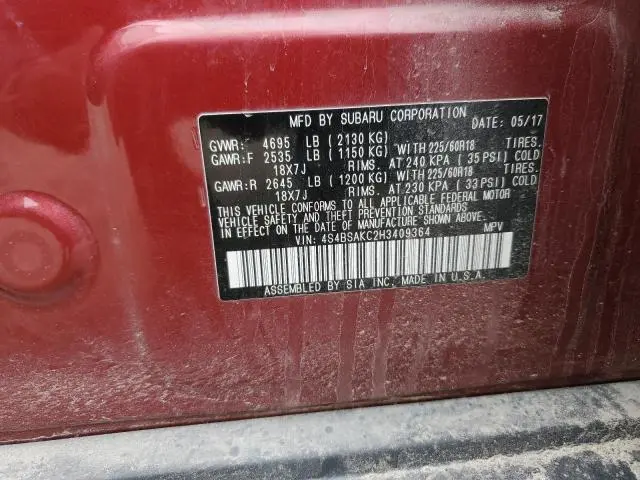 MFD BY SUBARU CORPORATION DATE: 05/17
GVWR: 4695 LB (2130 KG)
GAWR:F 2535 LB (1150 KG) WITH 225/60R18 TIRES.
18X7J RIMS. AT 240 KPA (35 PSI) COLD
GAWR:R 2645 LB (1200 KG) WITH 225/60R18 TIRES.
18X7J RIMS. AT 230 KPA (33 PSI) COLD
THIS VEHICLE CONFORMS TO ALL APPLICABLE FEDERAL MOTOR
VEHICLE SAFETY AND THEFT PREVENTION STANDARDS
IN EFFECT ON THE DATE OF MANUFACTURE SHOWN ABOVE.
VIN: 4S4BSAKC2H3409364 MPV
ASSEMBLED BY SIA INC. MADE IN U.S.A.